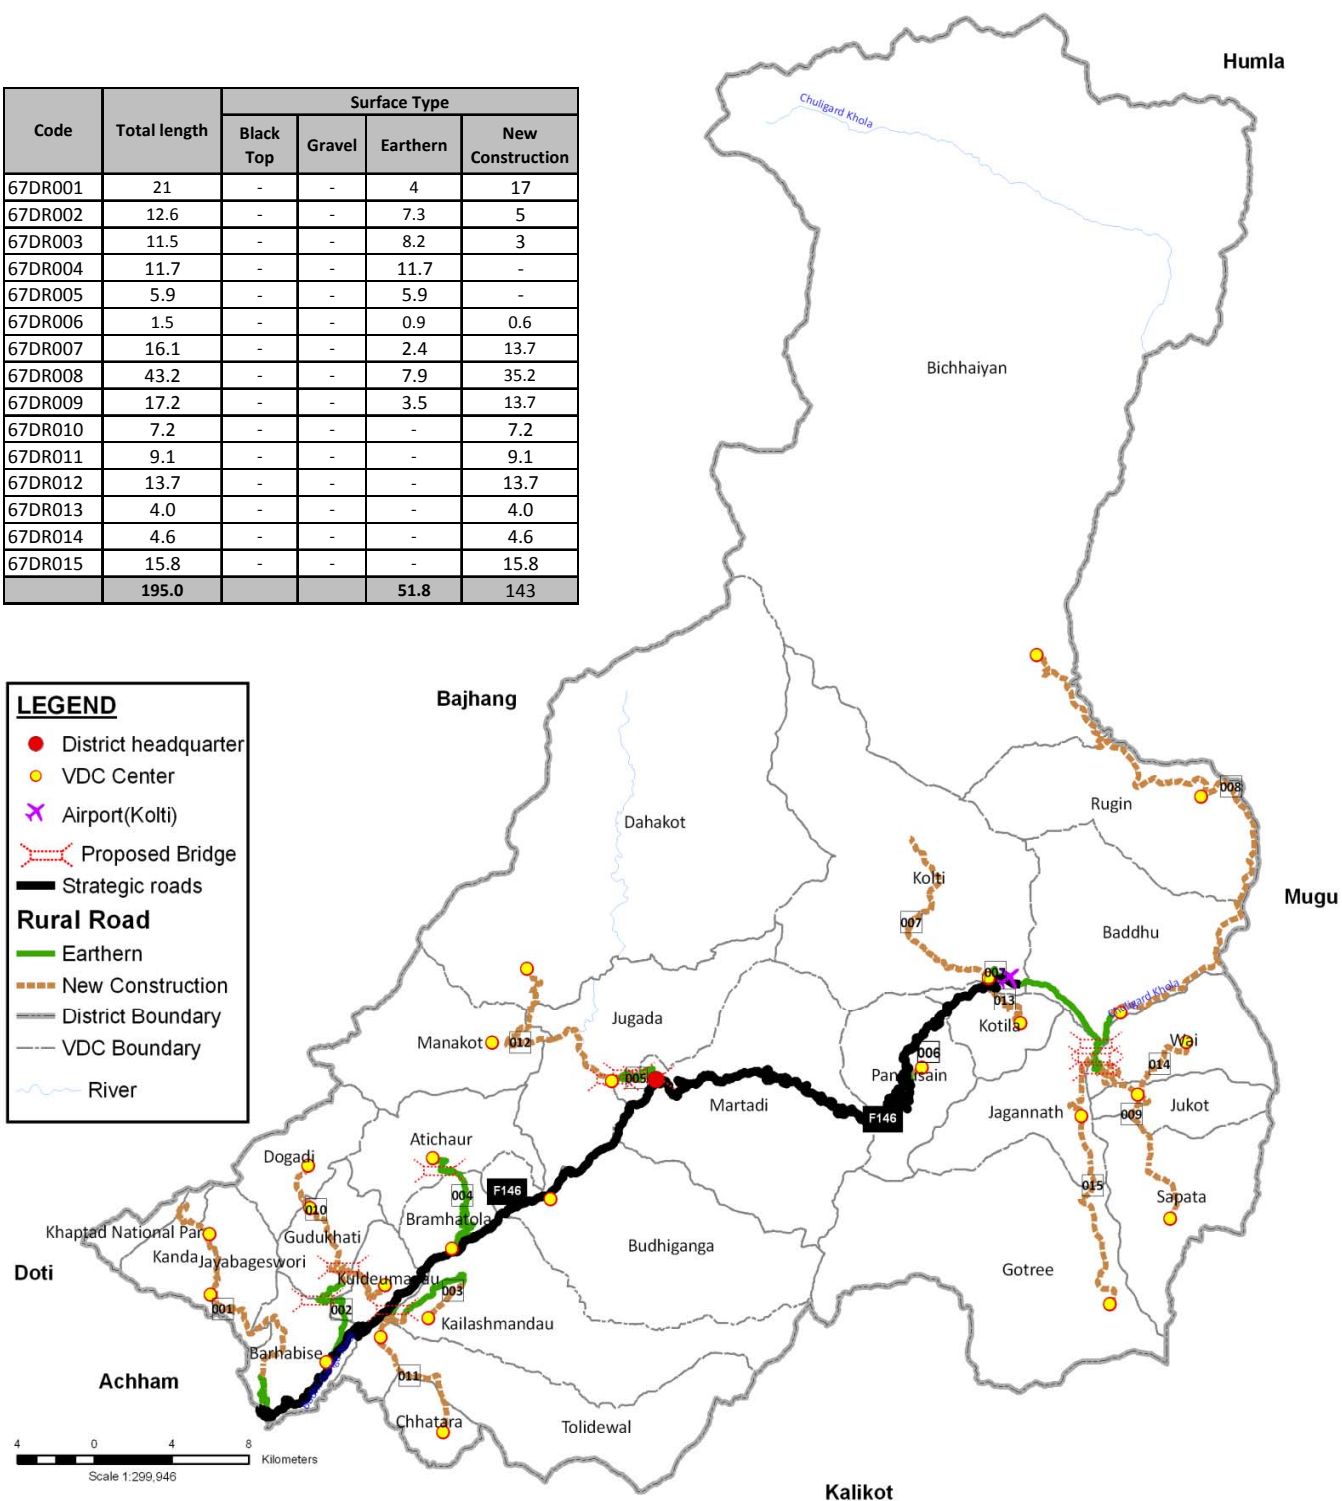 Humla
Chuligard Khola
Surface Type
Code Total length Black Top Gravel Earthern New Construction
67DR001 21 - - 4 17
67DR002 12.6 - - 7.3 5
67DR003 11.5 - - 8.2 3
67DR004 11.7 - - 11.7 -
67DR005 5.9 - - 5.9 -
67DR006 1.5 - - 0.9 0.6
67DR007 16.1 - - 2.4 13.7
67DR008 43.2 - - 7.9 35.2
67DR009 17.2 - - 3.5 13.7
67DR010 7.2 - - - 7.2
67DR011 9.1 - - - 9.1
67DR012 13.7 - - - 13.7
67DR013 4.0 - - - 4.0
67DR014 4.6 - - - 4.6
67DR015 15.8 - - - 15.8
195.0 51.8 143
Bichhaiyan
Bajhang
LEGEND
District headquarter
VDC Center
Airport(Kolti)
Proposed Bridge
Strategic roads
Rural Road
Earthern
New Construction
District Boundary
VDC Boundary
River
008
Rugin
Dahakot
Kolti
Mugu
007
Baddhu
007
013
Chuligard Khola
Jugada
Kotila
Manakot
012
Wai
006
014
005
Martadi
Jagannath
Jukot
F146
009
Atichaur
Dogadi
004
F146
015
Sapata
010
Bramhatola
Khaptad National Par
Gudukhati
Kanda
Jayabageswori
Budhiganga
Doti
Gotree
Kuldeumandau
003
001
002
Kailashmandau
Barhabise
Achham
011
Chhatara
Tolidewal
4 0 4 8
Kilometers
Scale 1:299,946
Kalikot